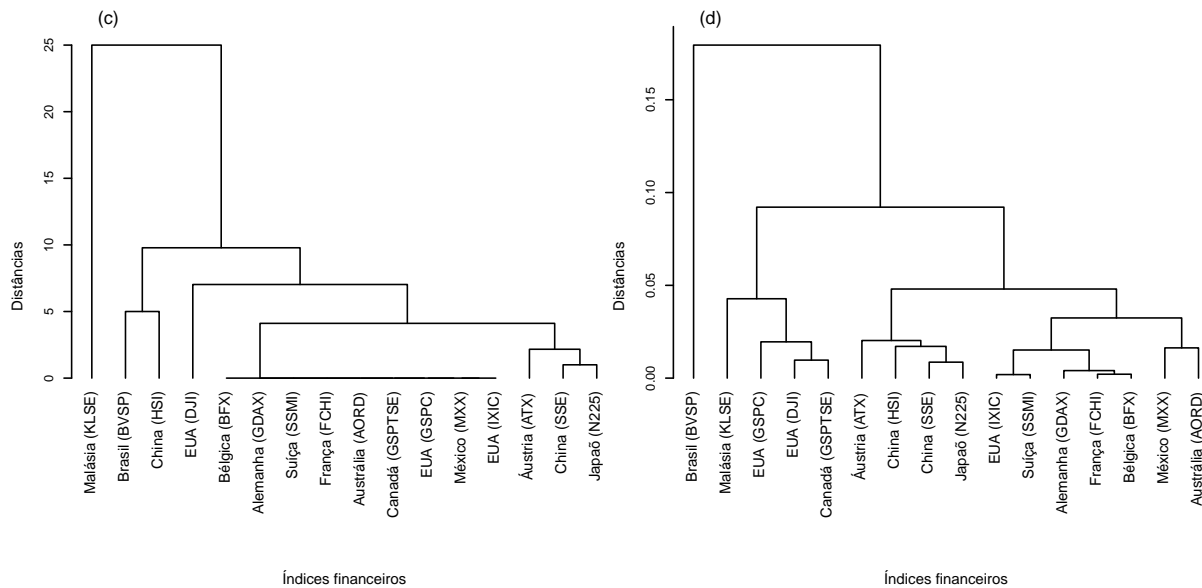 (c)
25
20
15
10
5
0
Distâncias
Malásia (KLSE)
Brasil (BVSP)
China (HSI)
EUA (DJI)
Bélgica (BFX)
Alemanha (GDAX)
Suíça (SSMI)
França (FCHI)
Austrália (AORD)
Canadá (GSPTSE)
EUA (GSPC)
México (MXX)
EUA (IXIC)
Áustria (ATX)
China (SSE)
Japaõ (N225)
Índices financeiros
(d)
0.15
0.10
0.05
0.00
Distâncias
Brasil (BVSP)
Malásia (KLSE)
EUA (GSPC)
EUA (DJI)
Canadá (GSPTSE)
Áustria (ATX)
China (HSI)
China (SSE)
Japaõ (N225)
EUA (IXIC)
Suíça (SSMI)
Alemanha (GDAX)
França (FCHI)
Bélgica (BFX)
México (MXX)
Austrália (AORD)
Índices financeiros